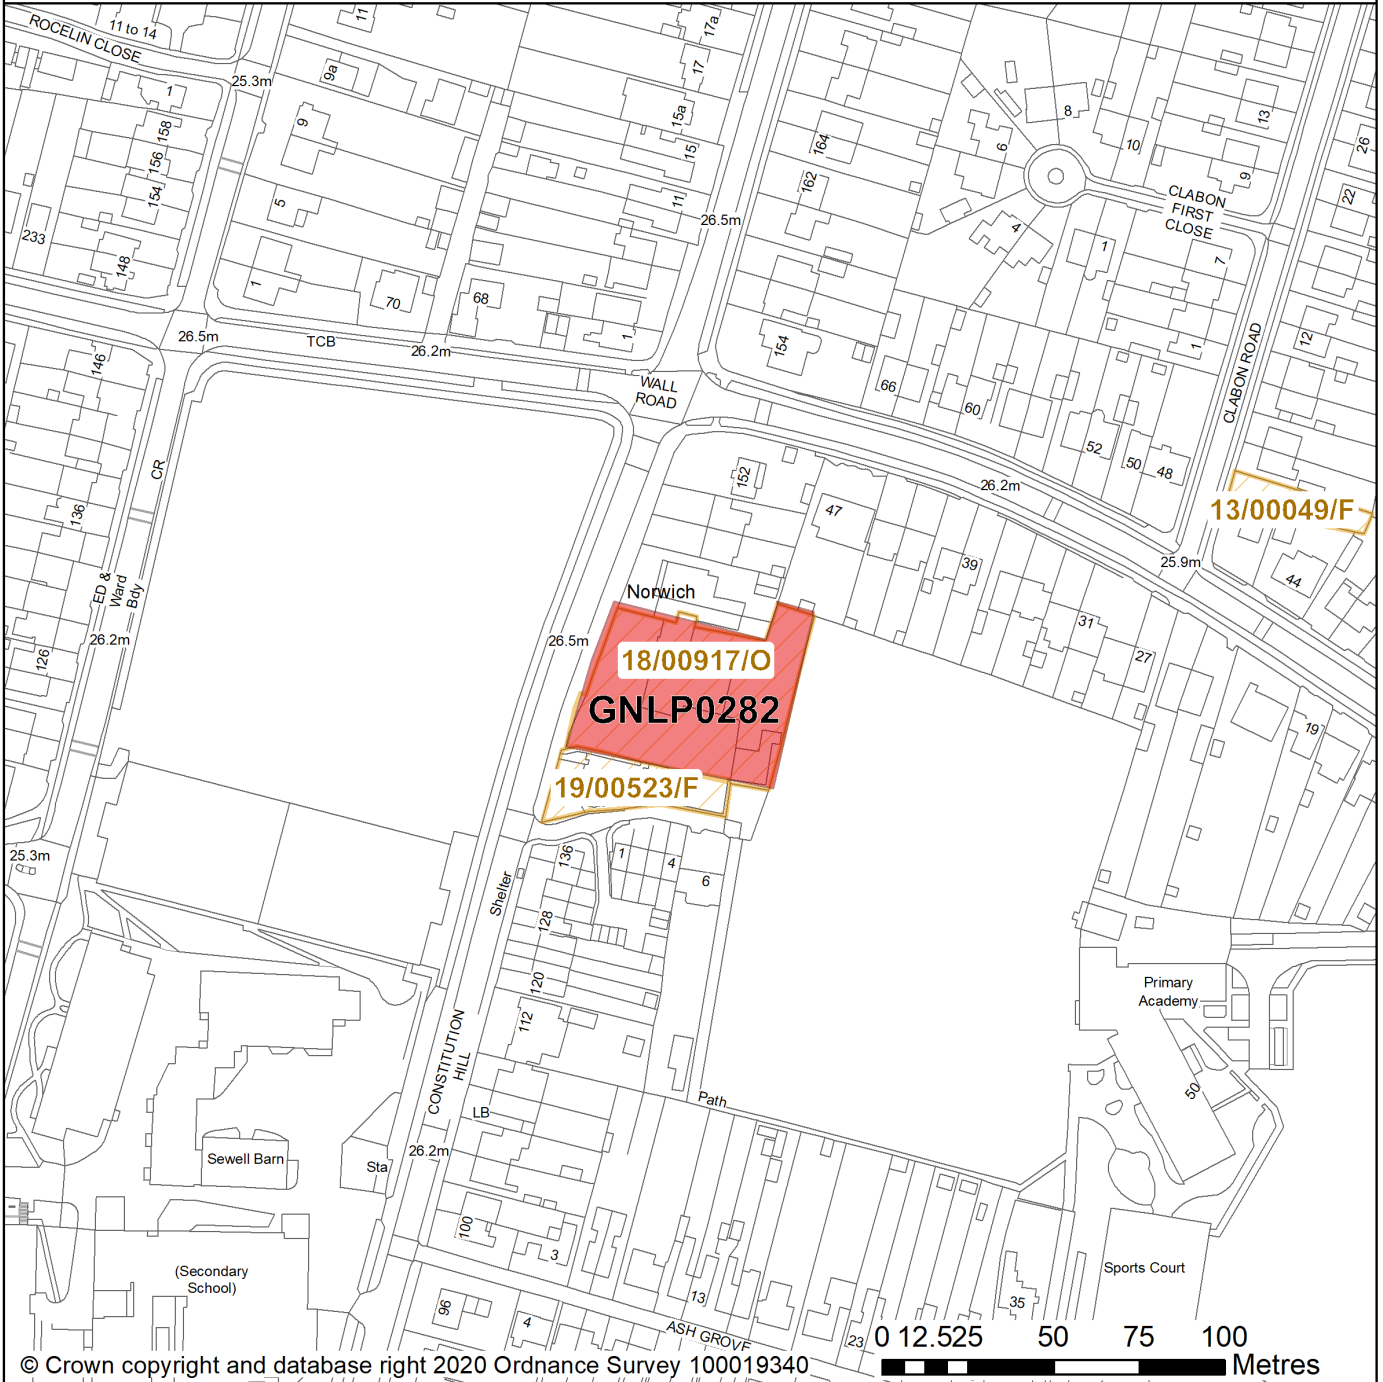 ROCELIN CLOSE
11 to 14
11
9a
17a
17
15a
15
11
1
158
156
154
148
233
25.3m
9
5
1
70
68
1
26.5m
164
162
154
8
6
10
4
1
13
9
7
26
22
12
1
CLABON
FIRST
CLOSE
CLABON ROAD
26.5m
TCB
26.2m
WALL
ROAD
66
60
52
50
48
146
CR
136
ED &
Ward
Bdy
26.2m
126
152
47
39
26.2m
13/00049/F
25.9m
44
31
27
19
Norwich
26.5m
18/00917/O
GNLP0282
19/00523/F
25.3m
Shelter
136
1
4
6
128
120
112
CONSTITUTION
HILL
LB
26.2m
Path
Primary
Academy
50
Sewell Barn
Sta
100
3
(Secondary
School)
96
4
13
ASH GROVE
23
35
Sports Court
0 12.525 50 75 100
Metres
© Crown copyright and database right 2020 Ordnance Survey 100019340